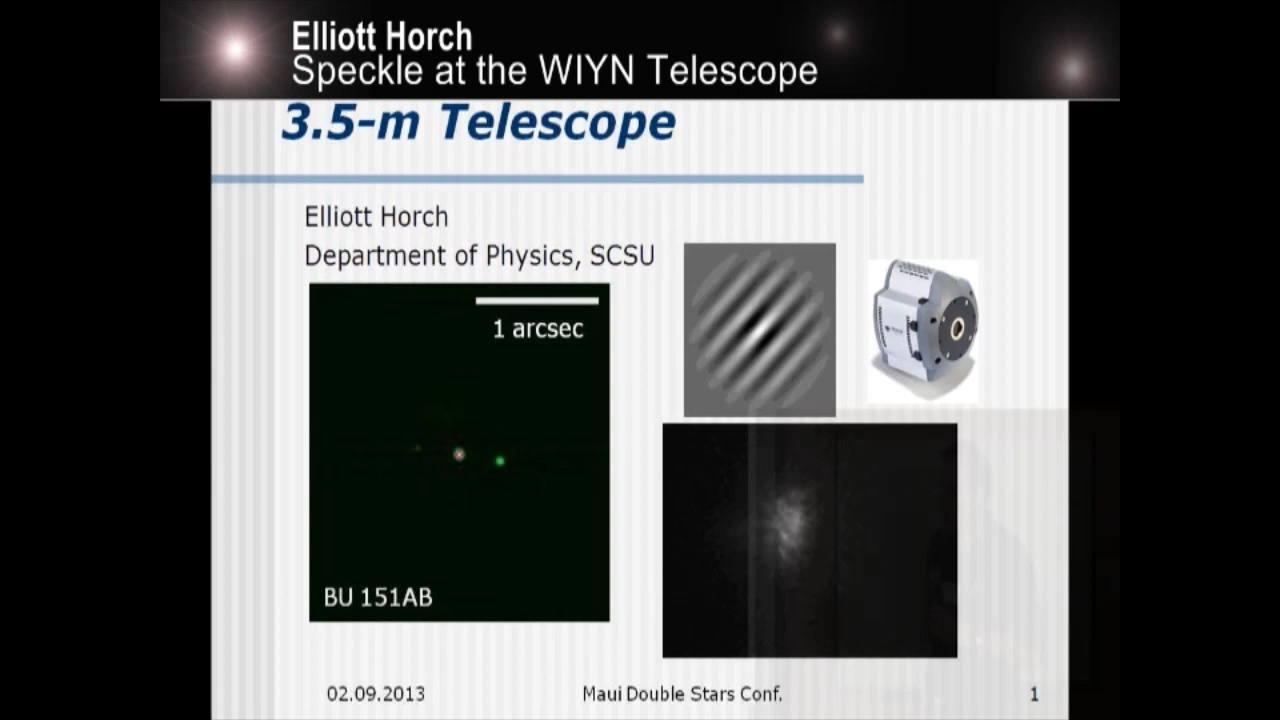 Elliott Horch
Speckle at the WIYN Telescope
3.5-m Telescope
Elliott Horch
Department of Physics, SCSU
1 arcsec
BU 151AB
02.09.2013
Maui Double Stars Conf.
1